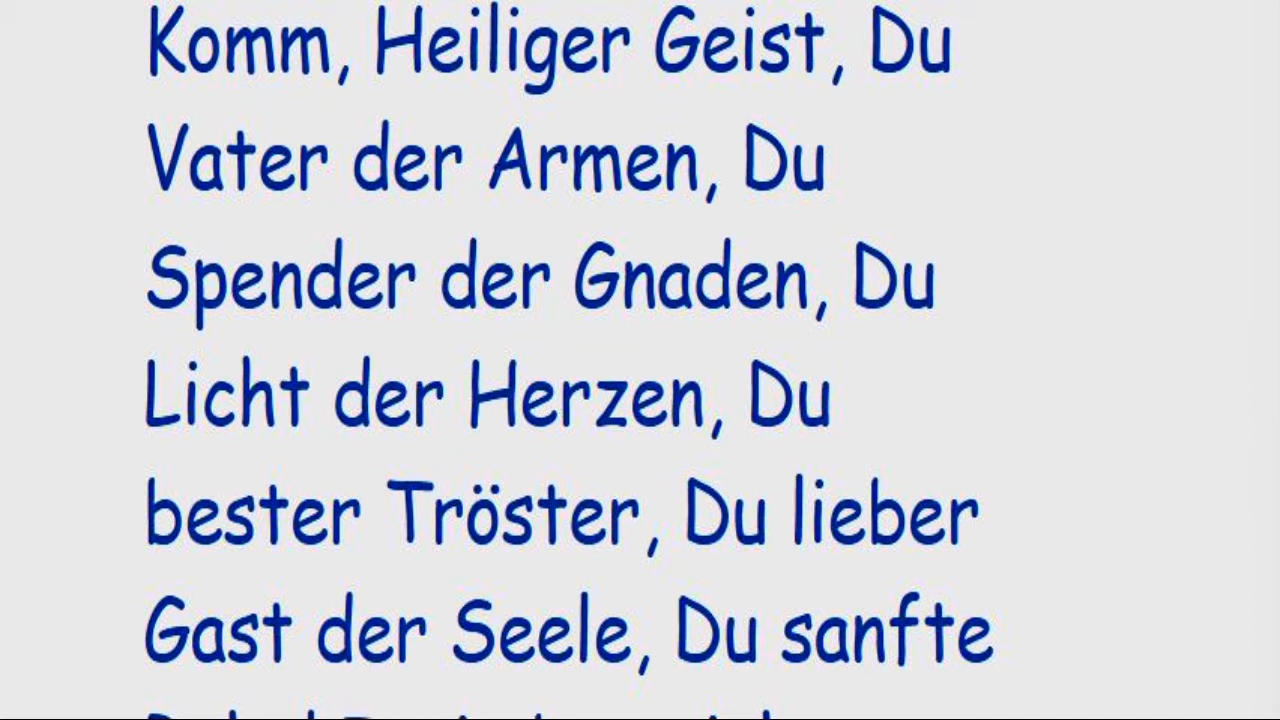 Komm, Heiliger Geist, Du
Vater der Armen, Du
Spender der Gnaden, Du
Licht der Herzen, Du
bester Tröster, Du lieber
Gast der Seele, Du sanfte